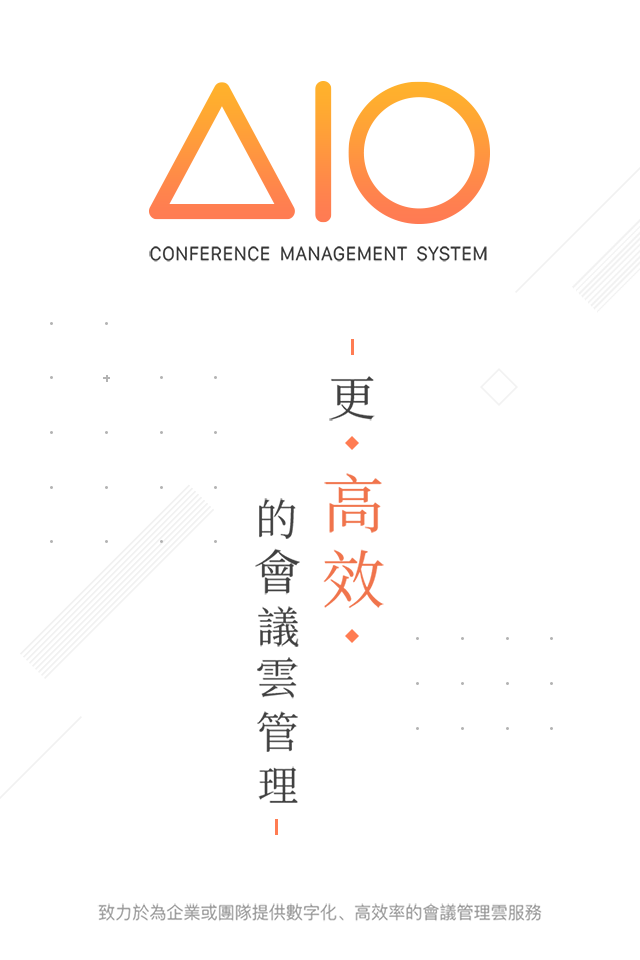 AIO
CONFERENCE MANAGEMENT SYSTEM
更
高效
的會議雲管理
致力於為企業或團隊提供數字化、高效率的會議管理雲服務